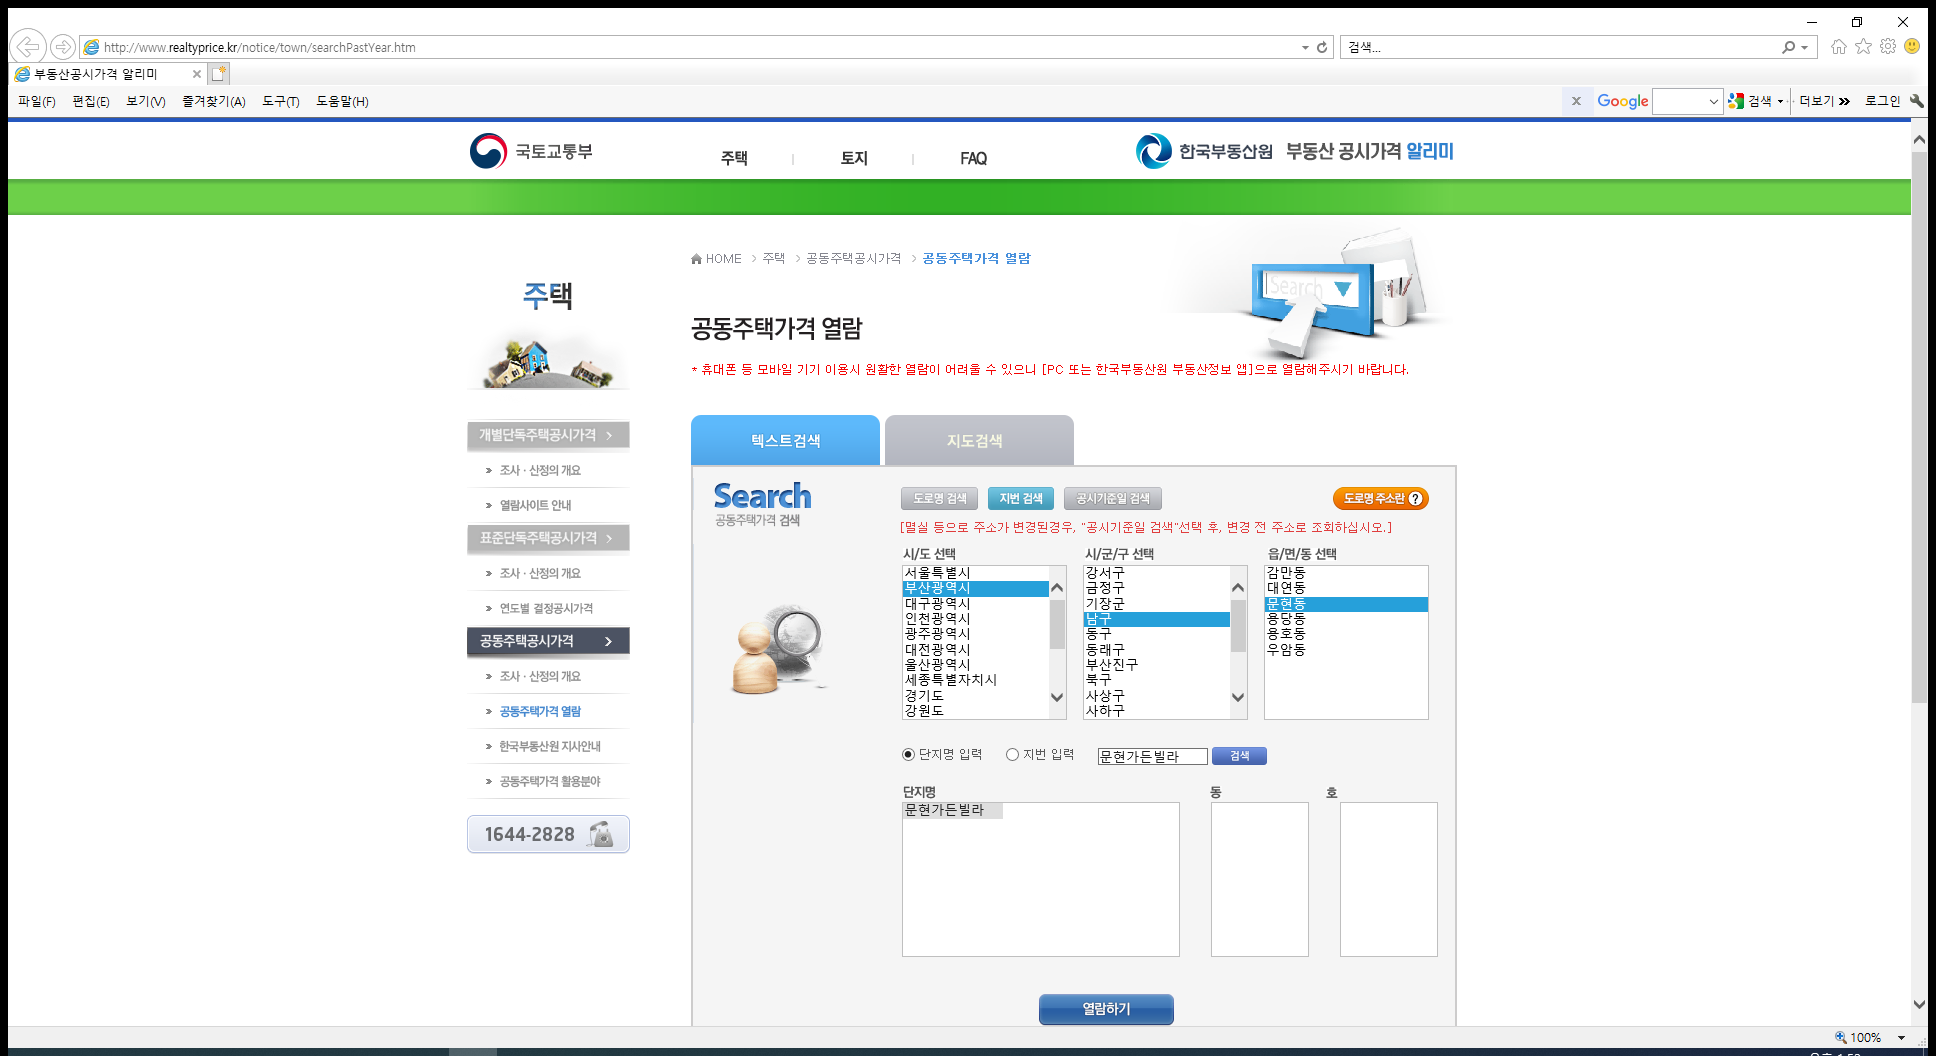 http://www.realtyprice.kr/notice/town/searchPastYear.htm
검색...
부동산공시가격 알리미
파일(F) 편집(E) 보기(V) 즐겨찾기(A) 도구(T) 도움말(H)
x Google 검색 더보기 로그인
국토교통부
주택 토지 FAQ
한국부동산원 부동산 공시가격 알리미
HOME > 주택 > 공동주택공시가격 > 공동주택가격 열람
주택
Search
공동주택가격 열람
* 휴대폰 등 모바일 기기 이용시 원활한 열람이 어려울 수 있으니 [PC 또는 한국부동산원 부동산정보 앱]으로 열람해주시기 바랍니다.
개별단독주택공시가격 >
» 조사 · 산정의 개요
» 열람사이트 안내
표준단독주택공시가격 >
» 조사 · 산정의 개요
» 연도별 결정공시가격
공동주택공시가격 >
» 조사 · 산정의 개요
» 공동주택가격 열람
» 한국부동산원 지사안내
» 공동주택가격 활용분야
1644-2828
텍스트검색 지도검색
Search
공동주택가격 검색
도로명 검색 지번 검색 공시기준일 검색 도로명 주소란 ?
[멸실 등으로 주소가 변경된경우, "공시기준일 검색"선택 후, 변경 전 주소로 조회하십시오.]
시/도 선택
서울특별시
부산광역시
대구광역시
인천광역시
광주광역시
대전광역시
울산광역시
세종특별자치시
경기도
강원도
시/군/구 선택
강서구
금정구
기장군
남구
동구
동래구
부산진구
북구
사상구
사하구
읍/면/동 선택
감만동
대연동
문현동
용당동
용호동
우암동
단지명 입력 지번 입력 문현가든빌라 검색
단지명 동 호
문현가든빌라
열람하기
100%